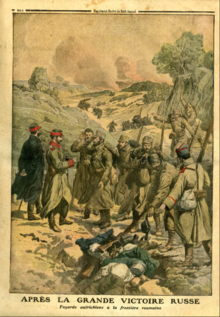 APRÈS LA GRANDE VICTOIRE RUSSE
Fuyards autrichiens à la frontière roumaine